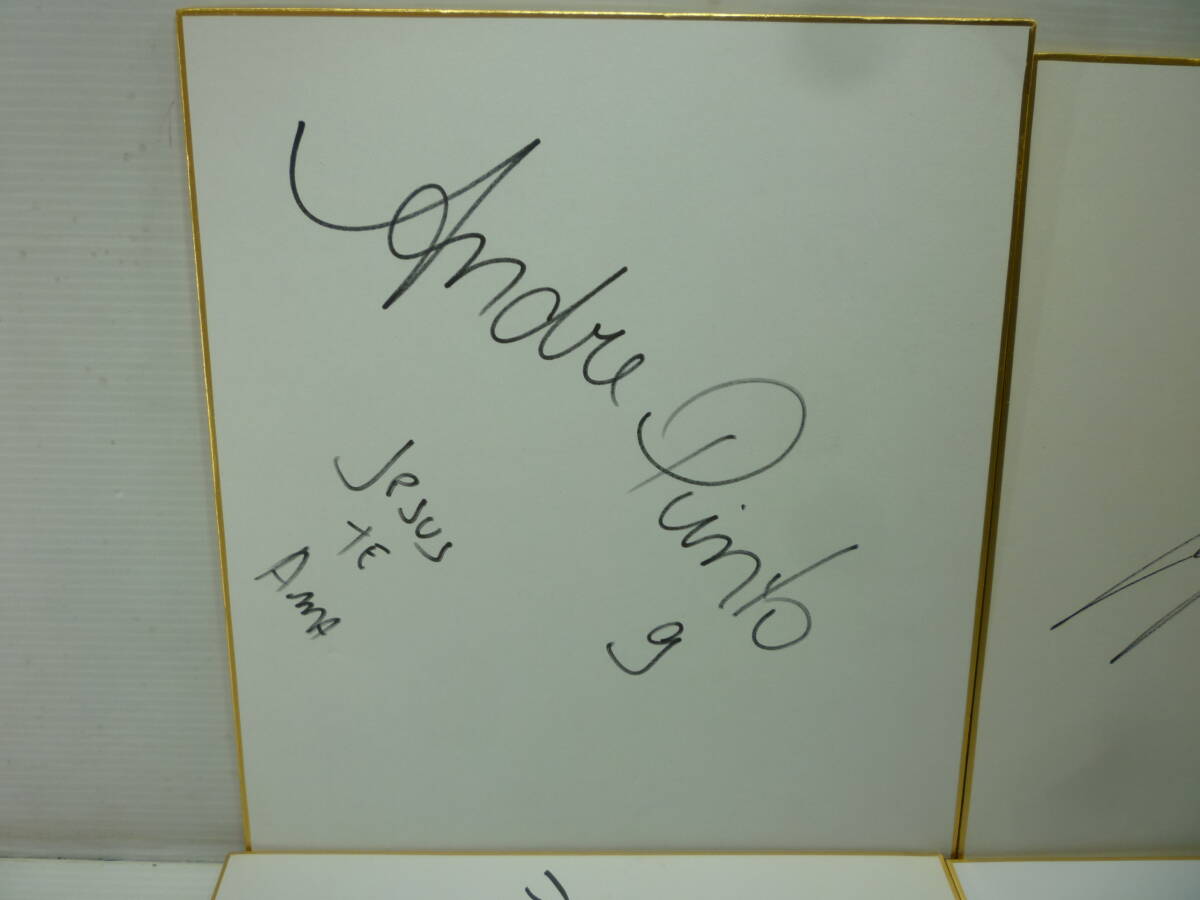 Andre Pinto
9
Jesus
TE
AmA